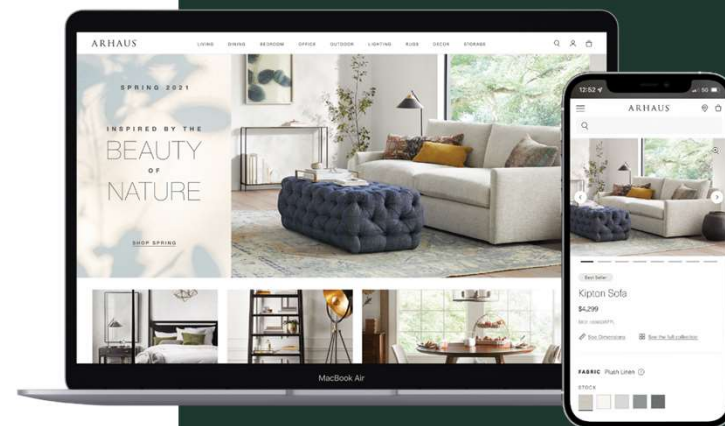 ARHAUS
LIVING DINING BEDROOM OFFICE OUTDOOR LIGHTING RUGS DECOR STORAGE
SPRING 2021
INSPIRED BY THE
BEAUTY
OF
NATURE
SHOP SPRING
MacBook Air
12:52
5G
ARHAUS
Best Seller
Kipton Sofa
$4,299
See Dimensions See the full collection
FABRIC Plush Linen
STOCK